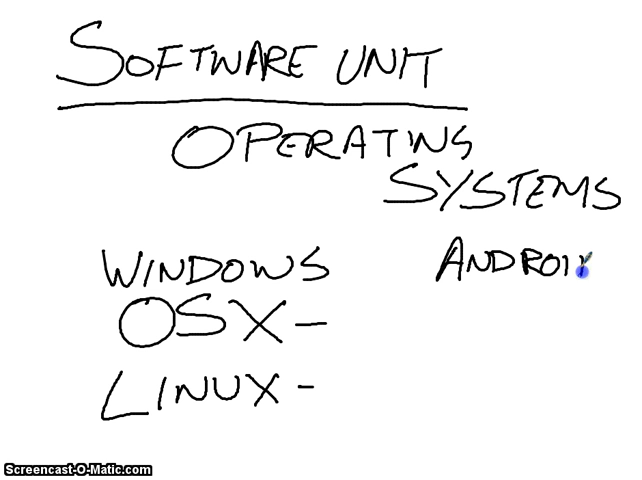 SOFTWARE UNIT
OPERATING
SYSTEMS
WINDOWS
ANDROI
OSX-
LINUX-
Screencast-O-Matic.com